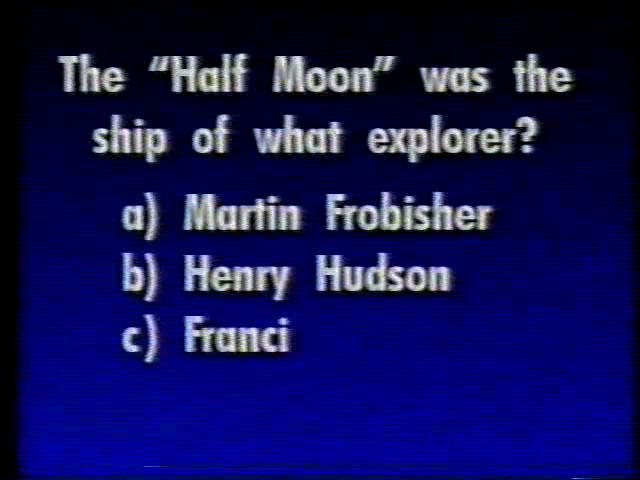 The “Half Moon” was the
ship of what explorer?
a) Martin Frobisher
b) Henry Hudson
c) Franci